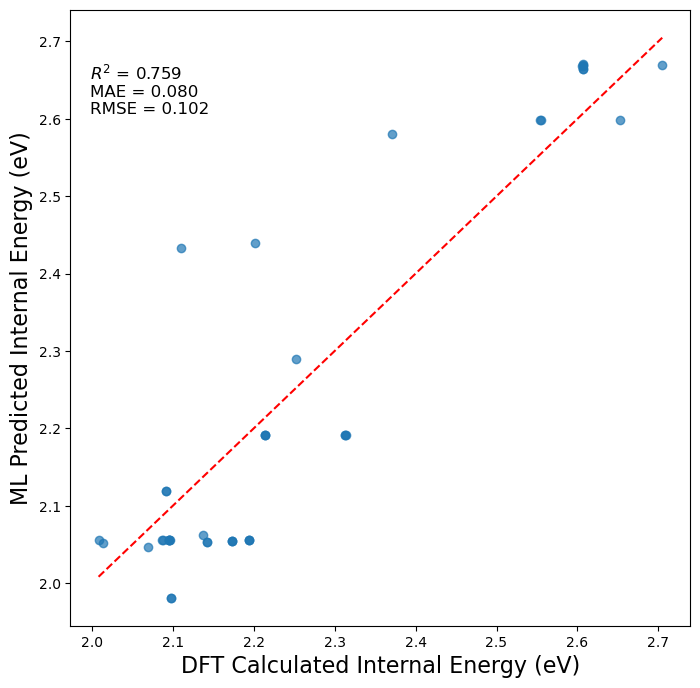 R² = 0.759
MAE = 0.080
RMSE = 0.102
ML Predicted Internal Energy (eV)
2.7
2.6
2.5
2.4
2.3
2.2
2.1
2.0
2.0 2.1 2.2 2.3 2.4 2.5 2.6 2.7
DFT Calculated Internal Energy (eV)